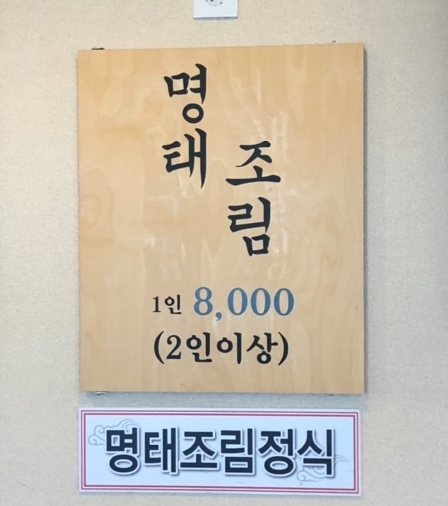 명태
조림
1인 8,000
(2인이상)
명태조림정식